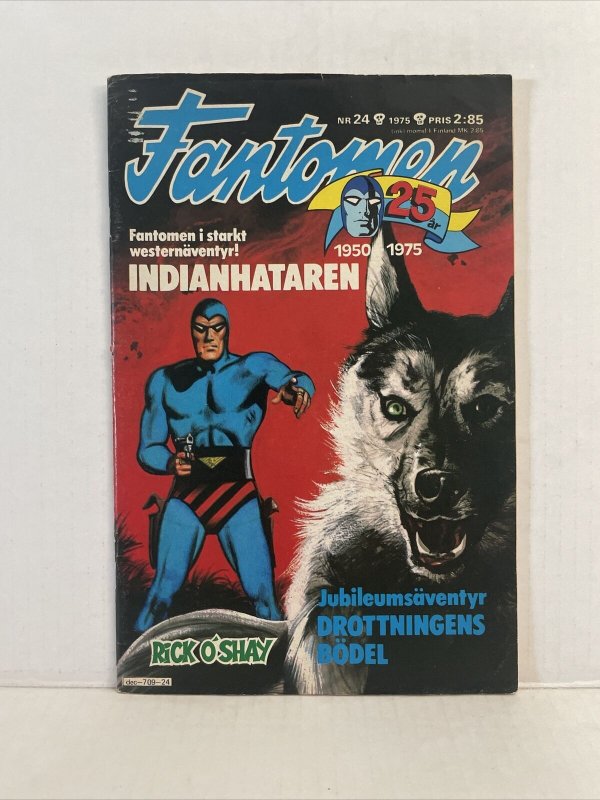 NR 24 1975 PRIS 2:85
(inkl moms) I Finland MK 2.85
Fantomen
25 år
1950 1975
Fantomen i starkt
westernäventyr!
INDIANHATAREN
Jubileumsäventyr
DROTTNINGENS
BÖDEL
RICK O'SHAY
dec-709-24